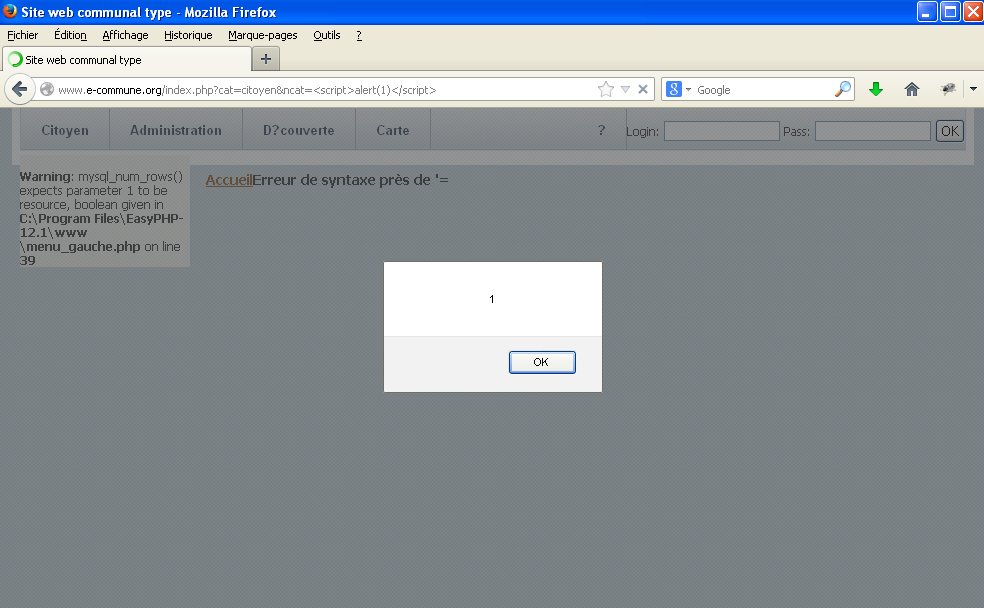 Site web communal type - Mozilla Firefox
Fichier Édition Affichage Historique Marque-pages Outils ?
Site web communal type +
www.e-commune.org/index.php?cat=citoyen&ncat=<script>alert(1)</script> Google
Citoyen Administration D?couverte Carte ? Login: Pass: OK
Warning: mysql_num_rows()
expects parameter 1 to be
resource, boolean given in
C:\Program Files\EasyPHP-
12.1\www
\menu_gauche.php on line
39
AccueilErreur de syntaxe près de '=
1
OK